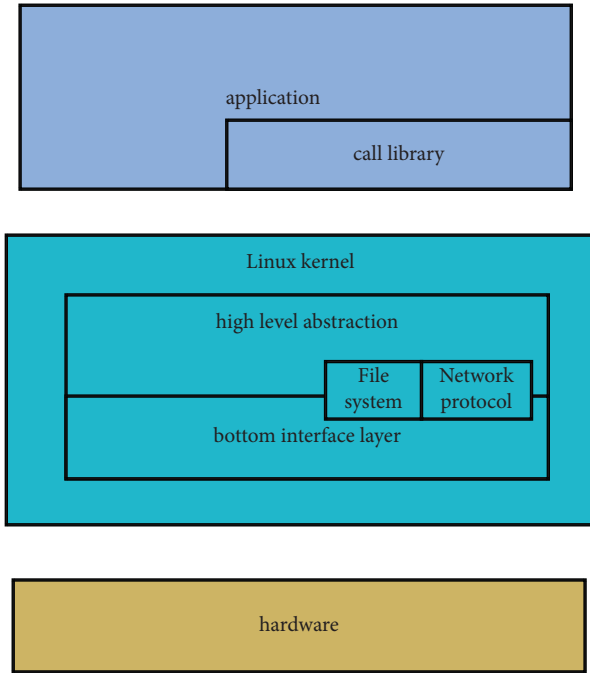 application
call library
Linux kernel
high level abstraction
File
system
Network
protocol
bottom interface layer
hardware